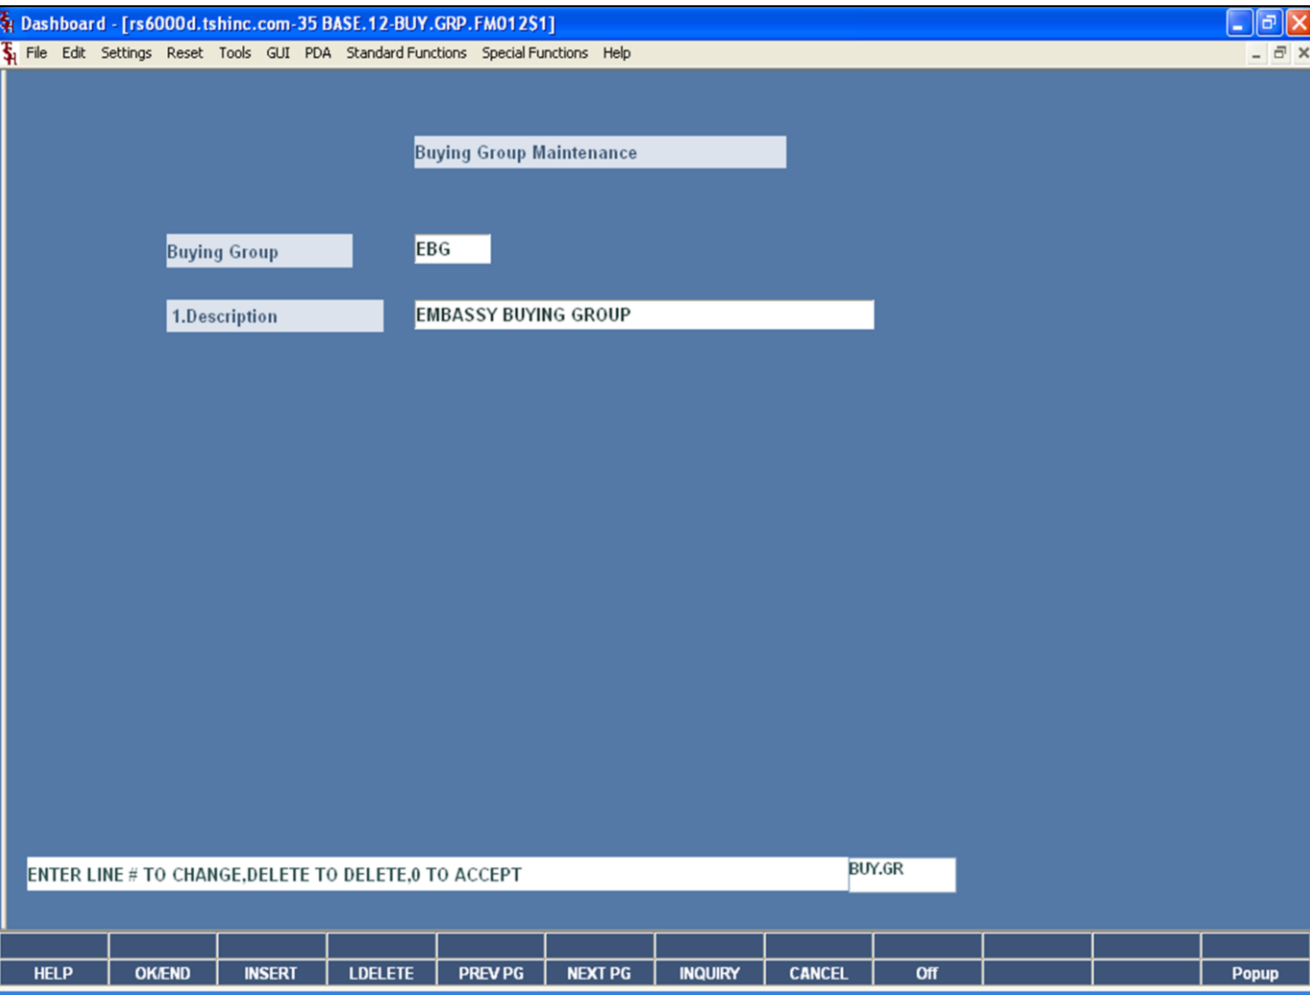 Dashboard - [rs6000d.tshinc.com-35 BASE.12-BUY.GRP.FM012$1]
File Edit Settings Reset Tools GUI PDA Standard Functions Special Functions Help
Buying Group Maintenance
Buying Group EBG
1.Description EMBASSY BUYING GROUP
ENTER LINE # TO CHANGE,DELETE TO DELETE,0 TO ACCEPT BUY.GR
HELP OK/END INSERT LDELETE PREV PG NEXT PG INQUIRY CANCEL Off Popup